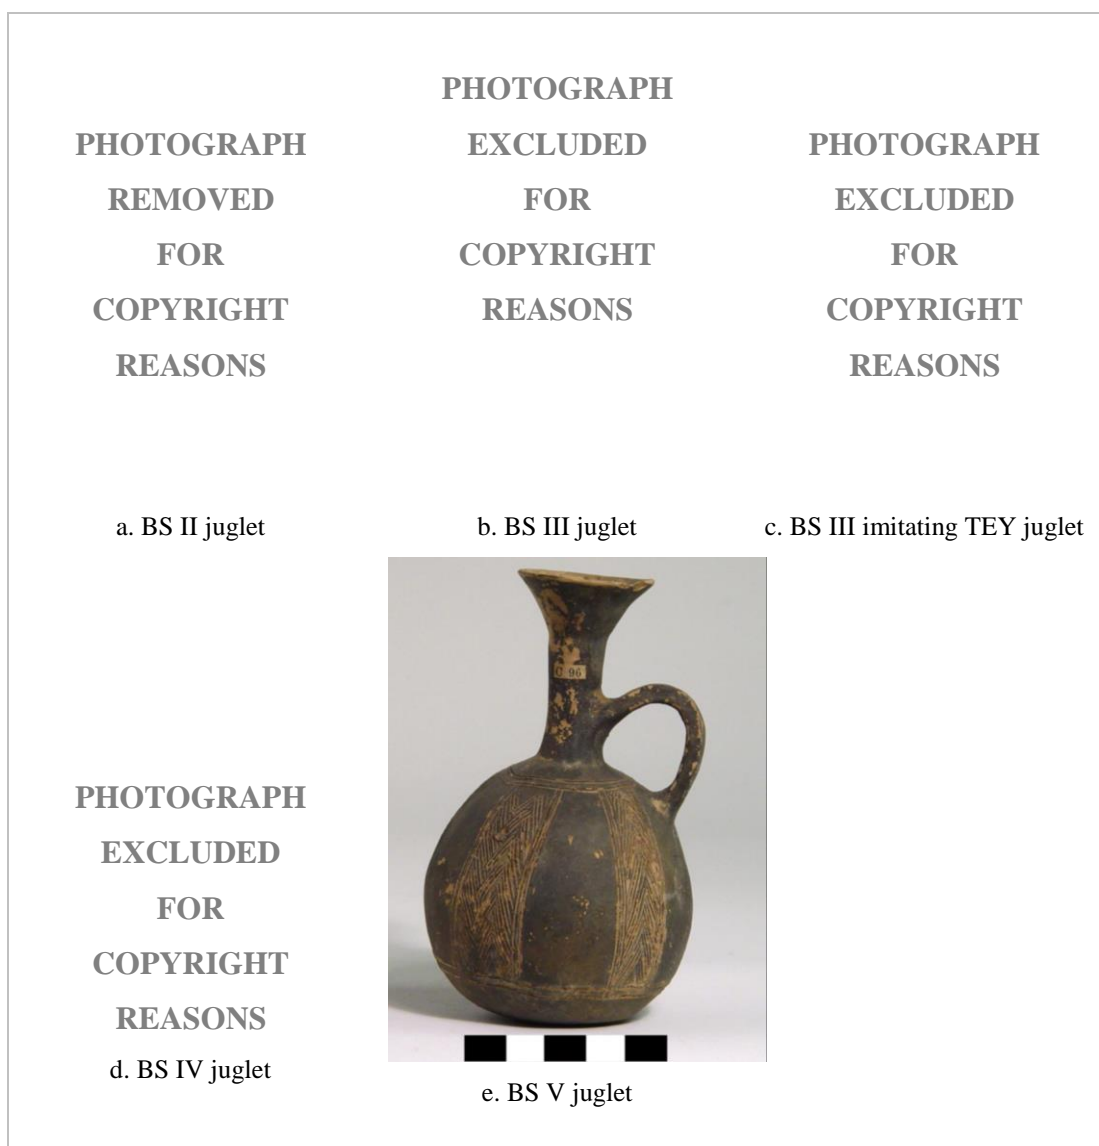 PHOTOGRAPH
REMOVED
FOR
COPYRIGHT
REASONS
a. BS II juglet
PHOTOGRAPH
EXCLUDED
FOR
COPYRIGHT
REASONS
b. BS III juglet
PHOTOGRAPH
EXCLUDED
FOR
COPYRIGHT
REASONS
c. BS III imitating TEY juglet
PHOTOGRAPH
EXCLUDED
FOR
COPYRIGHT
REASONS
d. BS IV juglet
e. BS V juglet